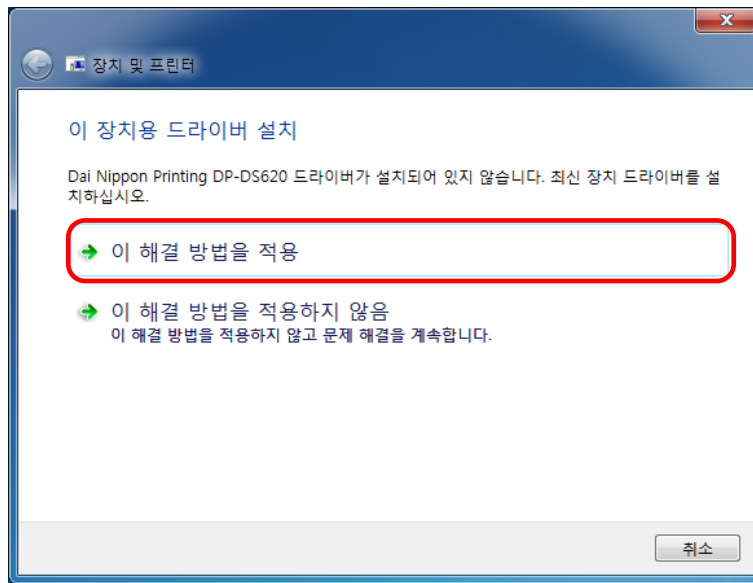 장치 및 프린터
이 장치용 드라이버 설치
Dai Nippon Printing DP-DS620 드라이버가 설치되어 있지 않습니다. 최신 장치 드라이버를 설
치하십시오.
이 해결 방법을 적용
이 해결 방법을 적용하지 않음
이 해결 방법을 적용하지 않고 문제 해결을 계속합니다.
취소